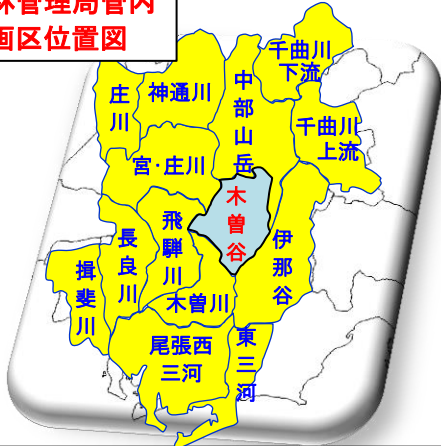 林管理局管内
画区位置図
千曲川
下流
庄川
神通川
中部山岳
千曲川
上流
宮・庄川
木曽谷
飛騨川
伊那谷
長良川
揖斐川
木曽川
尾張西
三河
東三河